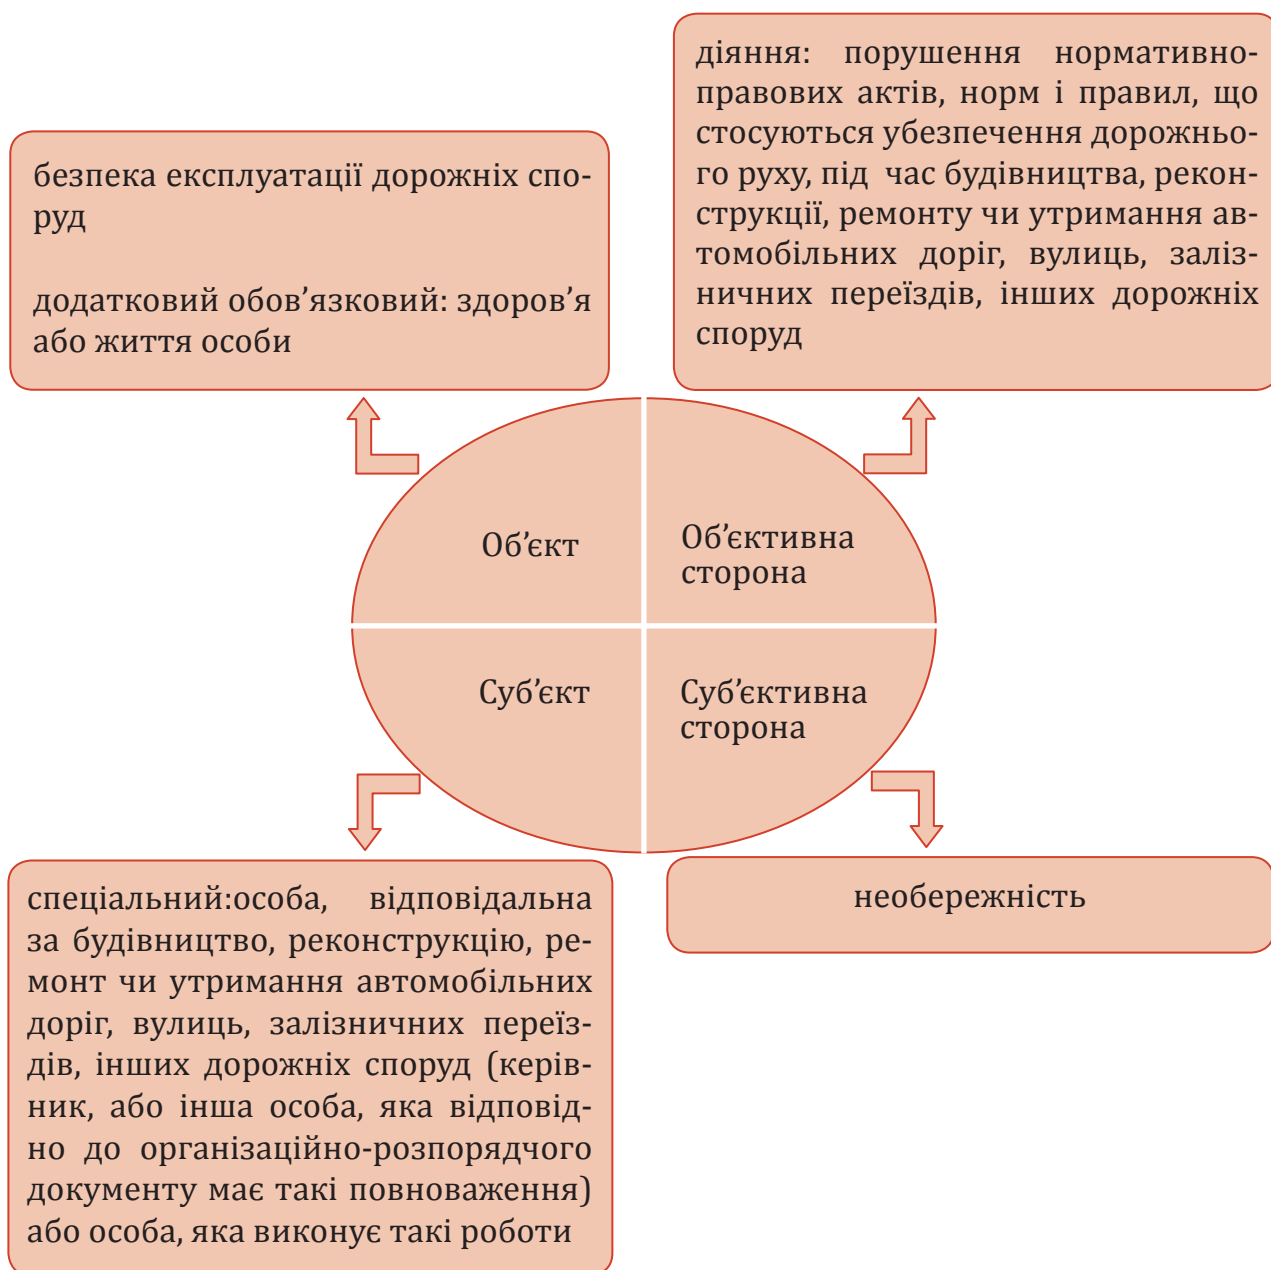 безпека експлуатації дорожніх спо-
руд
додатковий обов’язковий: здоров’я
або життя особи
діяння: порушення нормативно-
правових актів, норм і правил, що
стосуються убезпечення дорожньо-
го руху, під час будівництва, рекон-
струкції, ремонту чи утримання ав-
томобільних доріг, вулиць, заліз-
ничних переїздів, інших дорожніх
споруд
Об’єкт
Об’єктивна
сторона
Суб’єкт
Суб’єктивна
сторона
спеціальний:особа, відповідальна
за будівництво, реконструкцію, ре-
монт чи утримання автомобільних
доріг, вулиць, залізничних переїз-
дів, інших дорожніх споруд (керів-
ник, або інша особа, яка відповід-
но до організаційно-розпорядчого
документу має такі повноваження)
або особа, яка виконує такі роботи
необережність